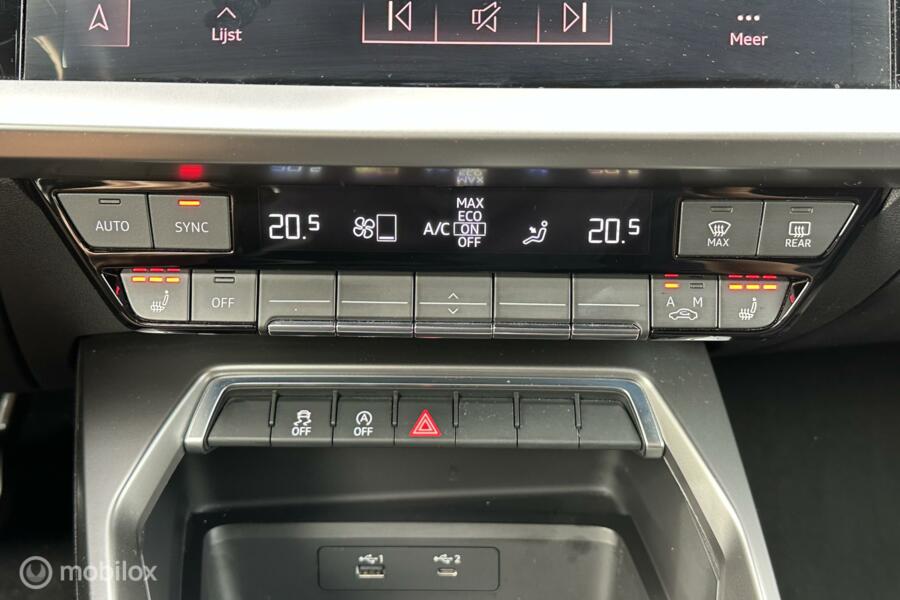 Lijst
Meer
AUTO
SYNC
20.5
A/C
MAX
ECO
ON
OFF
20.5
MAX
REAR
OFF
A M
OFF
A
OFF
1
2
mobilox